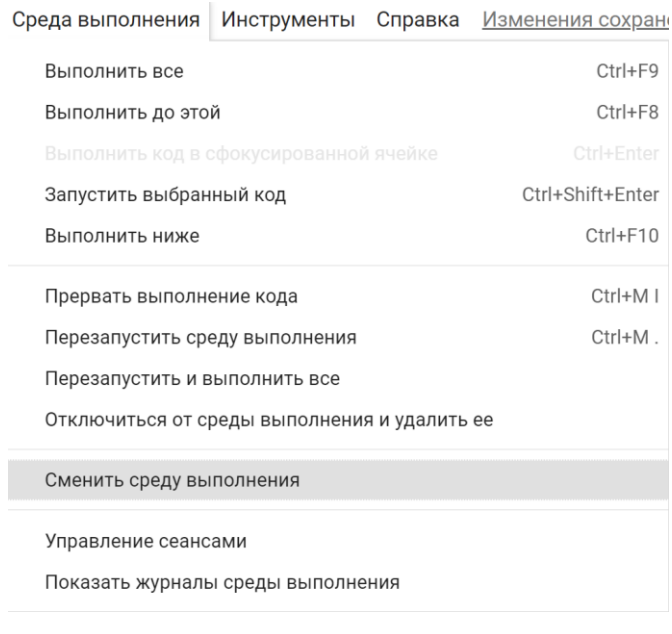 Среда выполнения Инструменты Справка Изменения сохран
Выполнить все Ctrl+F9
Выполнить до этой Ctrl+F8
Выполнить код в сфокусированной ячейке Ctrl+Enter
Запустить выбранный код Ctrl+Shift+Enter
Выполнить ниже Ctrl+F10
Прервать выполнение кода Ctrl+M I
Перезапустить среду выполнения Ctrl+M .
Перезапустить и выполнить все
Отключиться от среды выполнения и удалить ее
Сменить среду выполнения
Управление сеансами
Показать журналы среды выполнения